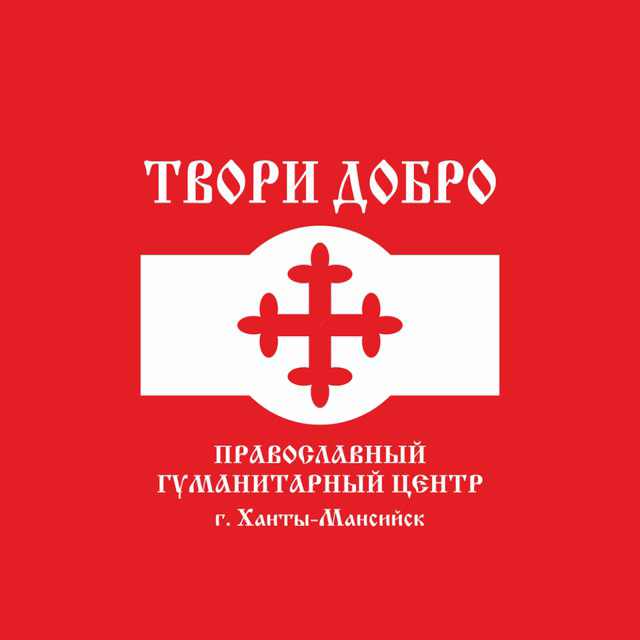 ТВОРИ ДОБРО
ПРАВОСЛАВНЫЙ
ГУМАНИТАРНЫЙ ЦЕНТР
г. Ханты-Мансийск